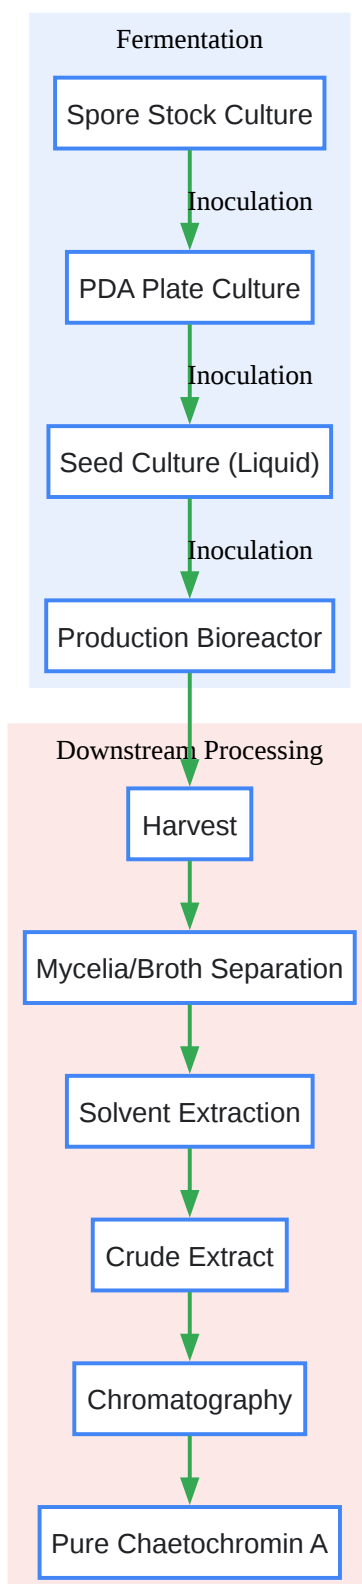 Fermentation
Spore Stock Culture
Inoculation
PDA Plate Culture
Inoculation
Seed Culture (Liquid)
Inoculation
Production Bioreactor
Downstream Processing
Harvest
Mycelia/Broth Separation
Solvent Extraction
Crude Extract
Chromatography
Pure Chaetochromin A